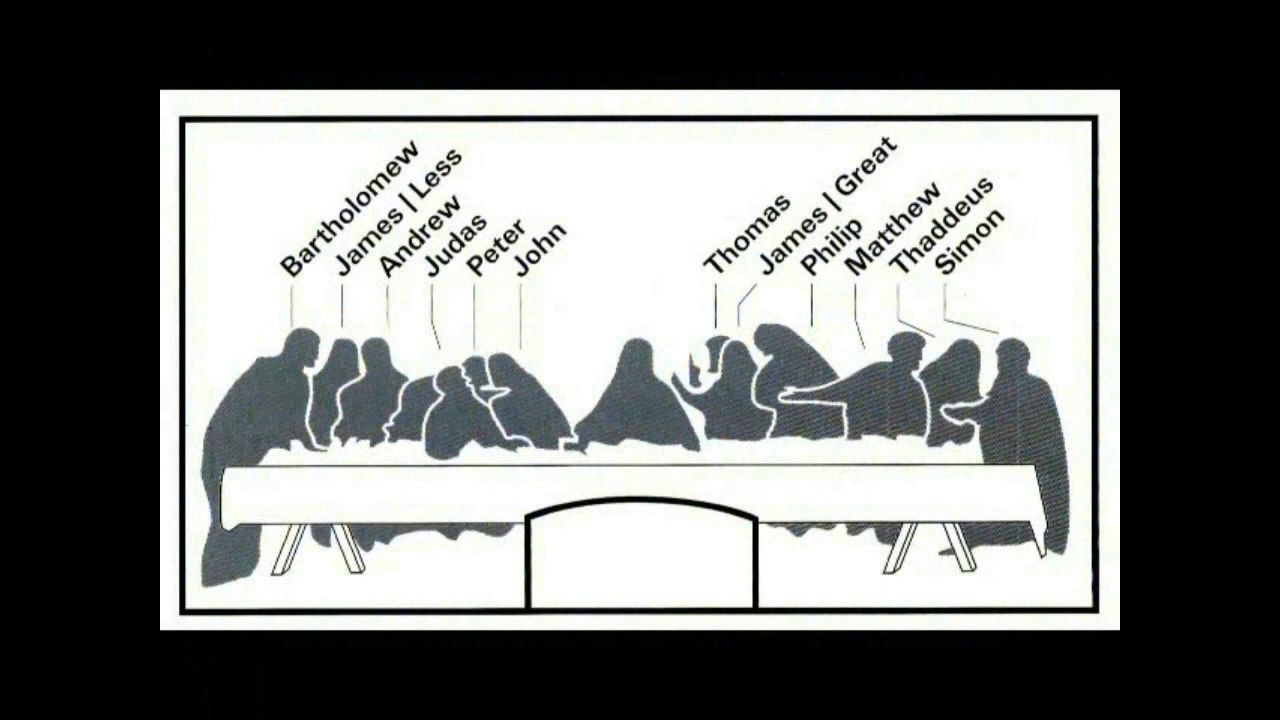 Bartholomew
James | Less
Andrew
Judas
Peter
John
Thomas
James | Great
Philip
Matthew
Thaddeus
Simon